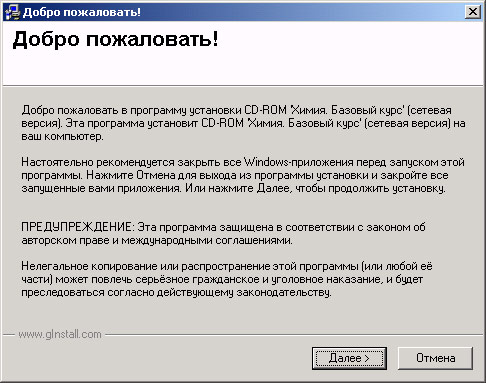 Добро пожаловать!
Добро пожаловать!
Добро пожаловать в программу установки CD-ROM 'Химия. Базовый курс' (сетевая
версия). Эта программа установит CD-ROM 'Химия. Базовый курс' (сетевая версия) на
ваш компьютер.
Настоятельно рекомендуется закрыть все Windows-приложения перед запуском этой
программы. Нажмите Отмена для выхода из программы установки и закройте все
запущенные вами приложения. Или нажмите Далее, чтобы продолжить установку.
ПРЕДУПРЕЖДЕНИЕ: Эта программа защищена в соответствии с законом об
авторском праве и международными соглашениями.
Нелегальное копирование или распространение этой программы (или любой её
части) может повлечь серьёзное гражданское и уголовное наказание, и будет
преследоваться согласно действующему законодательству.
www.gInstall.com
Далее >
Отмена